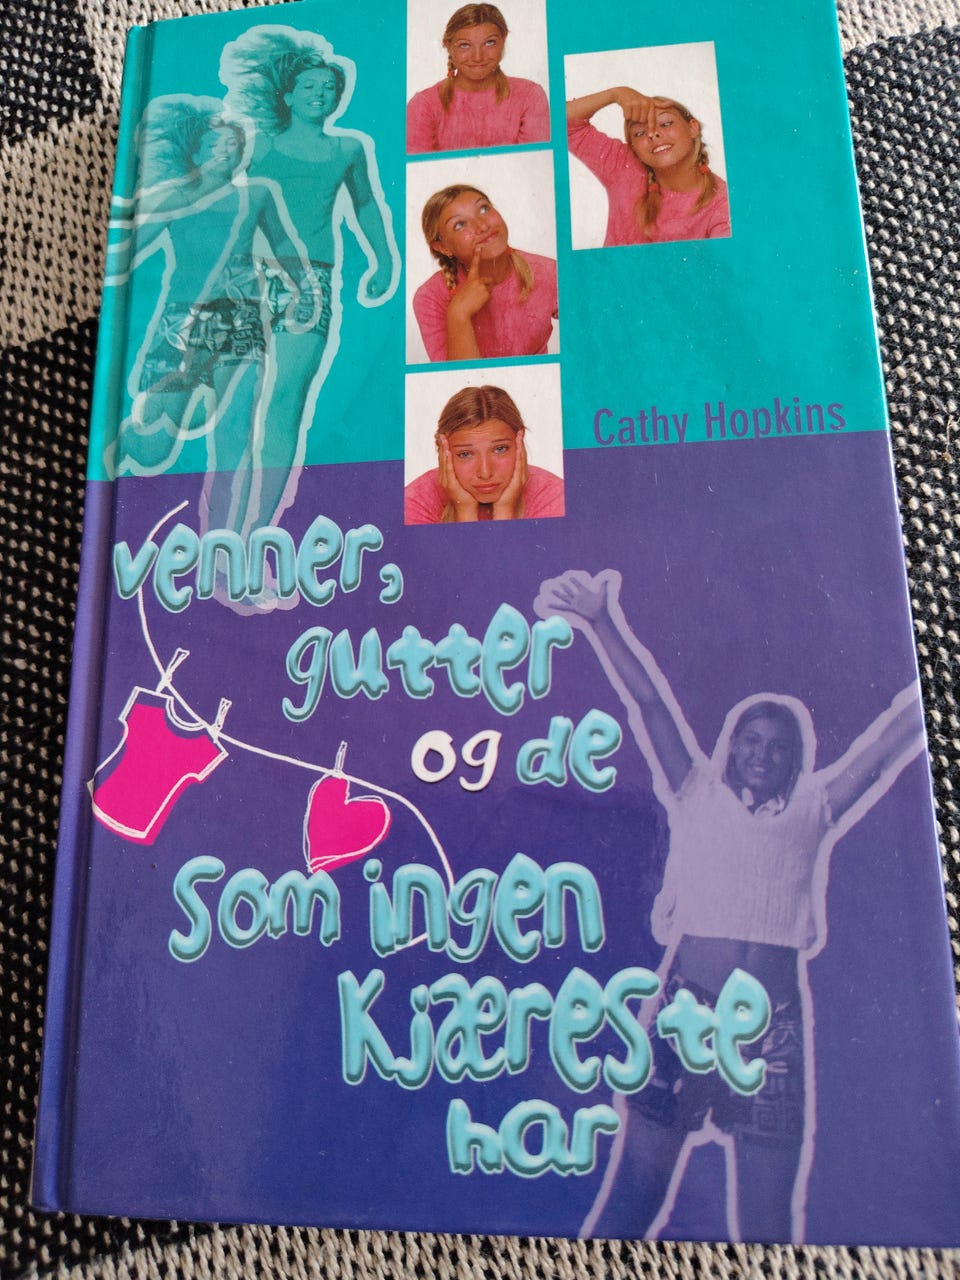 Cathy Hopkins
venner,
gutter
og de
som ingen
kjæreste
har